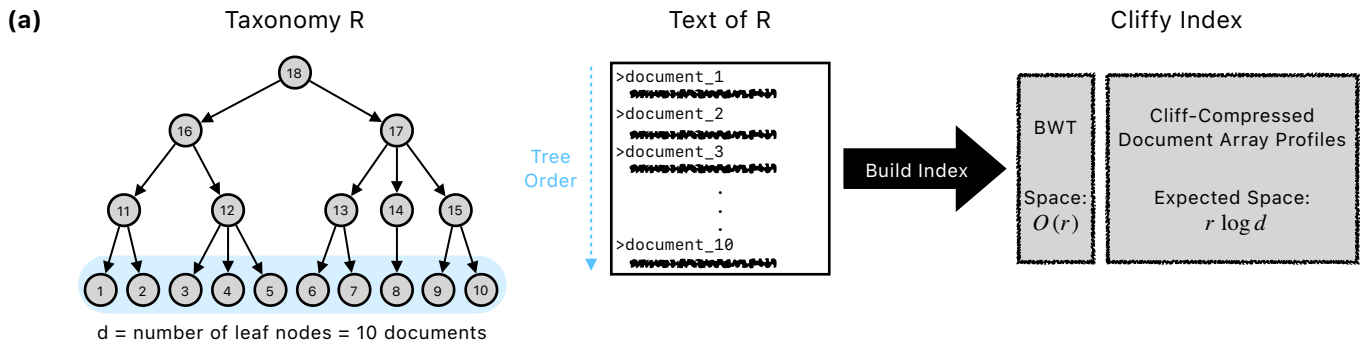 (a)
Taxonomy R
18
16
17
11
12
13
14
15
1
2
3
4
5
6
7
8
9
10
d = number of leaf nodes = 10 documents
Text of R
Tree
Order
>document_1
>document_2
>document_3
.
.
.
>document_10
Build Index
Cliffy Index
BWT
Space:
O(r)
Cliff-Compressed
Document Array Profiles
Expected Space:
r log d